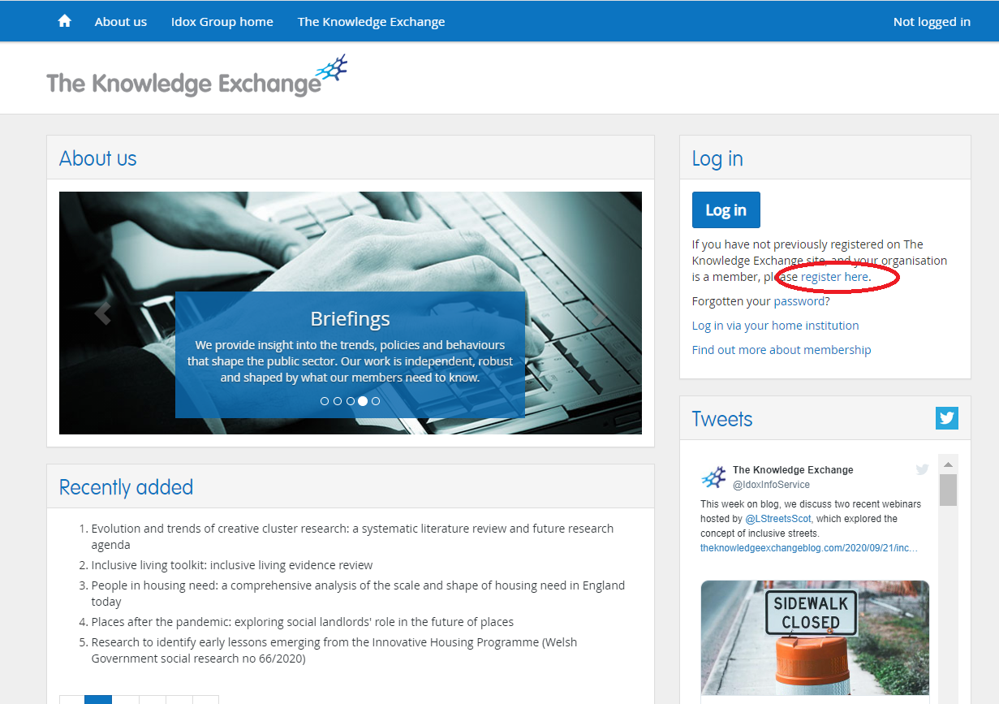 About us
Idox Group home
The Knowledge Exchange
Not logged in
The Knowledge Exchange
About us
Briefings
We provide insight into the trends, policies and behaviours
that shape the public sector. Our work is independent, robust
and shaped by what our members need to know.
Recently added
1. Evolution and trends of creative cluster research: a systematic literature review and future research
agenda
2. Inclusive living toolkit: inclusive living evidence review
3. People in housing need: a comprehensive analysis of the scale and shape of housing need in England
today
4. Places after the pandemic: exploring social landlords' role in the future of places
5. Research to identify early lessons emerging from the Innovative Housing Programme (Welsh
Government social research no 66/2020)
Log in
Log in
If you have not previously registered on The
Knowledge Exchange site, and your organisation
is a member, please register here.
Forgotten your password?
Log in via your home institution
Find out more about membership
Tweets
The Knowledge Exchange
@IdoxInfoService
This week on blog, we discuss two recent webinars
hosted by @LStreetsScot, which explored the
concept of inclusive streets.
theknowledgeexchangeblog.com/2020/09/21/inc…
SIDEWALK
CLOSED